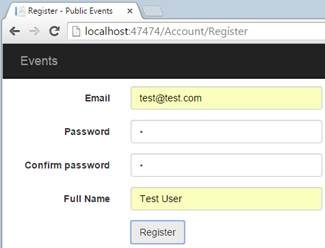 Register - Public Events
localhost:47474/Account/Register
Events
Email test@test.com
Password •
Confirm password •
Full Name Test User
Register